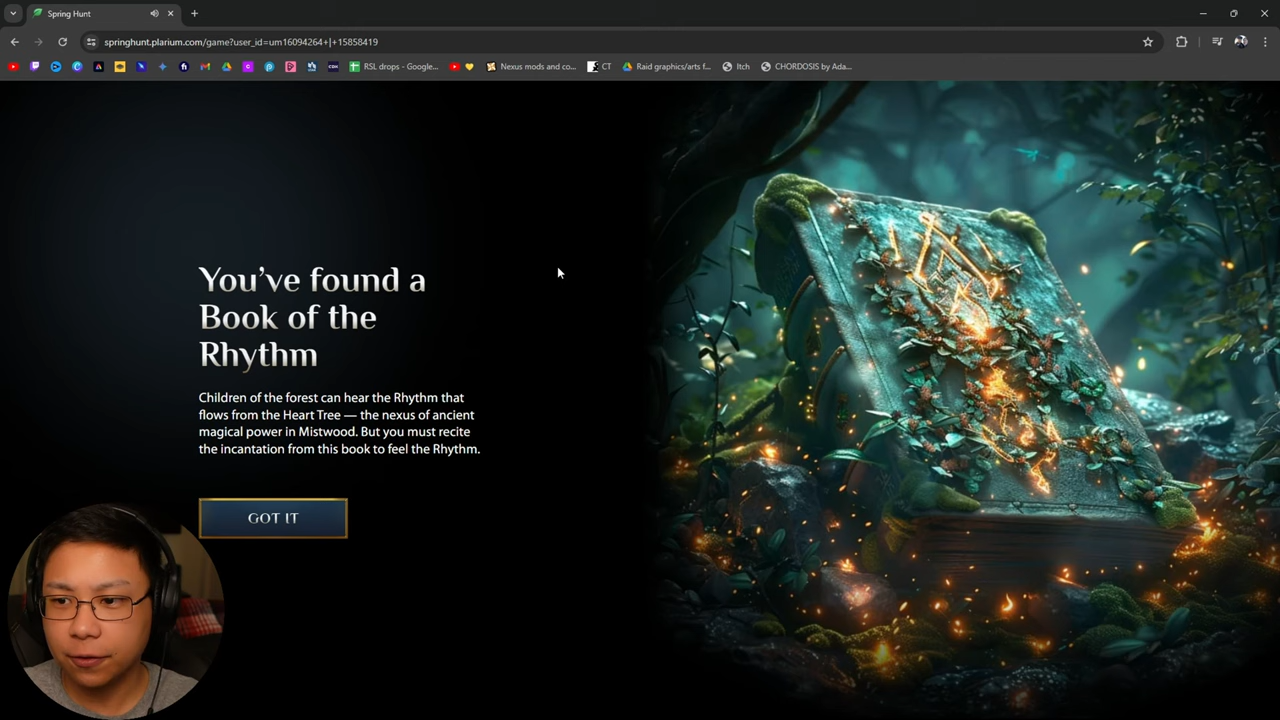 Spring Hunt
springhunt.plarium.com/game?user_id=um16094264+|+15858419
RSL drops - Google...
Nexus mods and co...
CT
Raid graphics/arts f...
Itch
CHORDOSIS by Ada...
You've found a
Book of the
Rhythm
Children of the forest can hear the Rhythm that
flows from the Heart Tree — the nexus of ancient
magical power in Mistwood. But you must recite
the incantation from this book to feel the Rhythm.
GOT IT